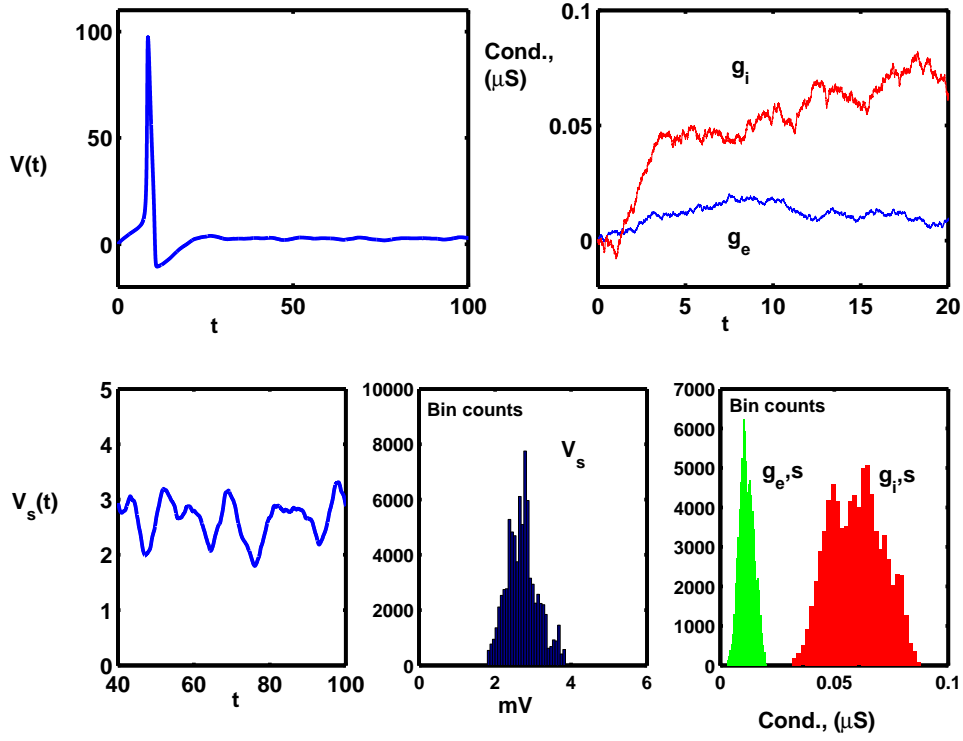 100
50
0
V(t)
0
50
100
t
Cond.,
(μS)
0.1
0.05
0
g_i
g_e
0
5
10
15
20
t
5
4
3
2
1
0
V_s(t)
40
60
80
100
t
10000
8000
6000
4000
2000
0
Bin counts
V_s
0
2
4
6
mV
7000
6000
5000
4000
3000
2000
1000
0
Bin counts
g_e,s
g_i,s
0
0.05
0.1
Cond., (μS)